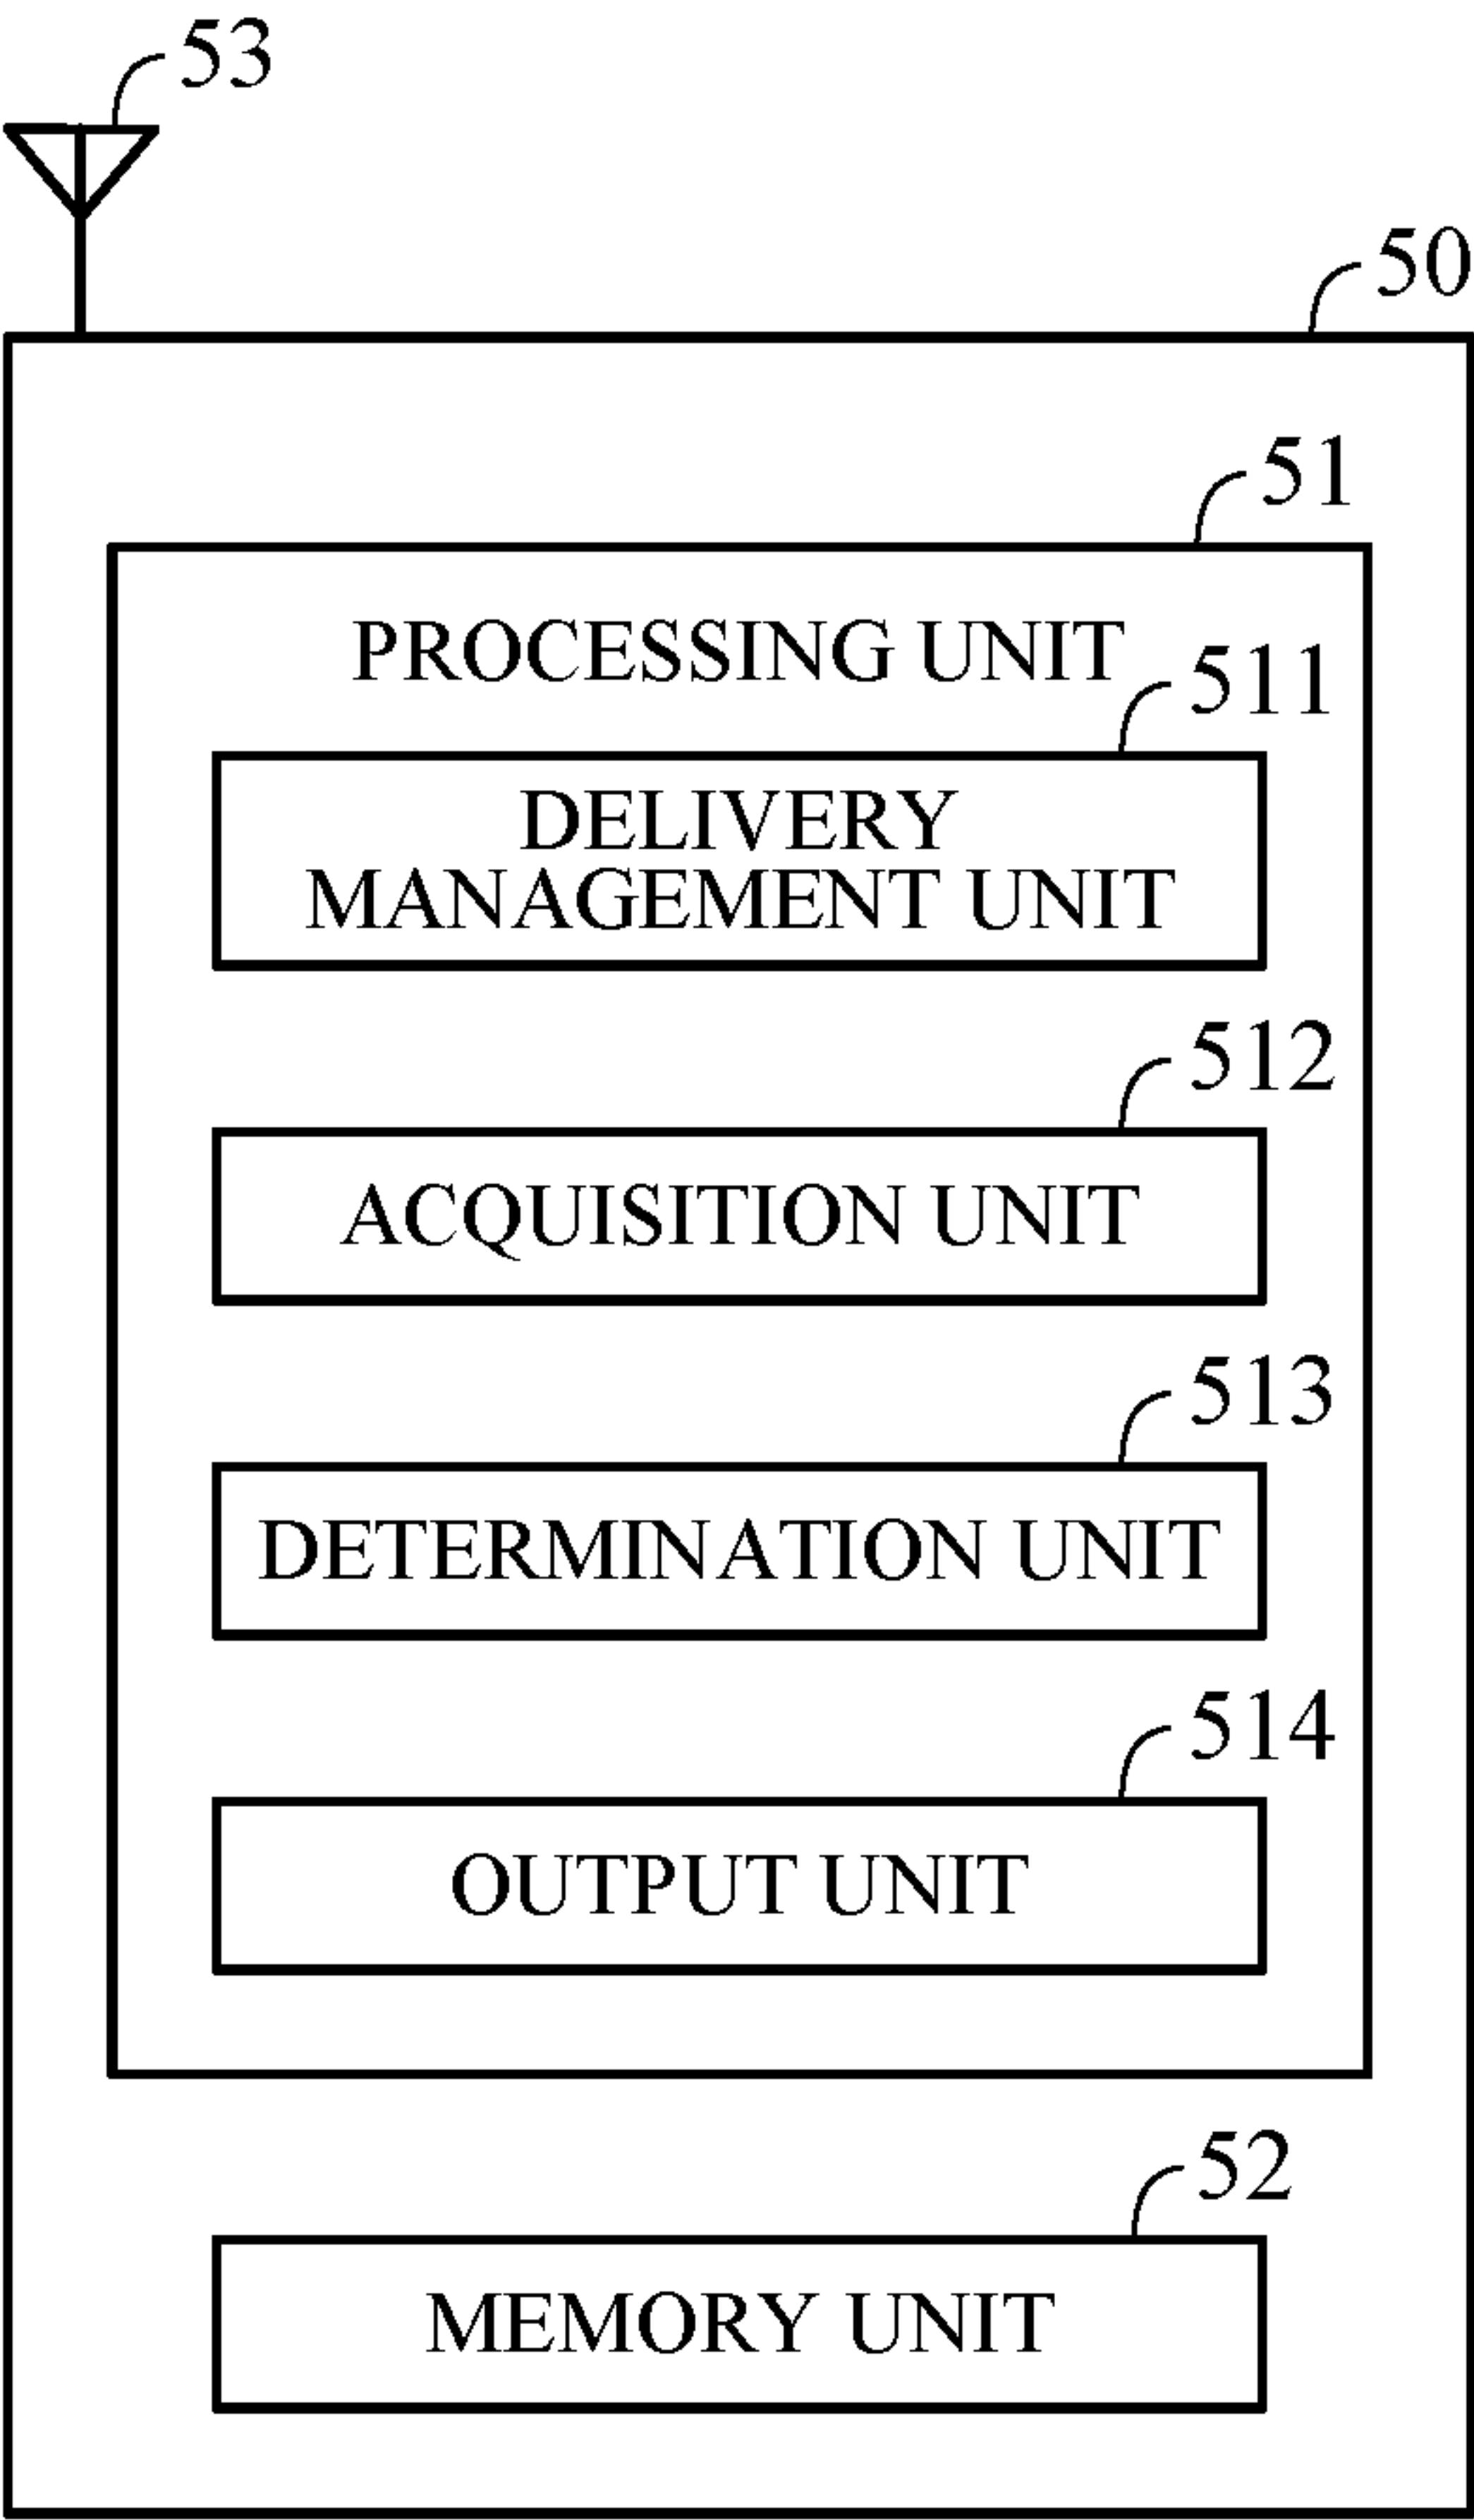 53
50
51
PROCESSING UNIT
511
DELIVERY
MANAGEMENT UNIT
512
ACQUISITION UNIT
513
DETERMINATION UNIT
514
OUTPUT UNIT
52
MEMORY UNIT